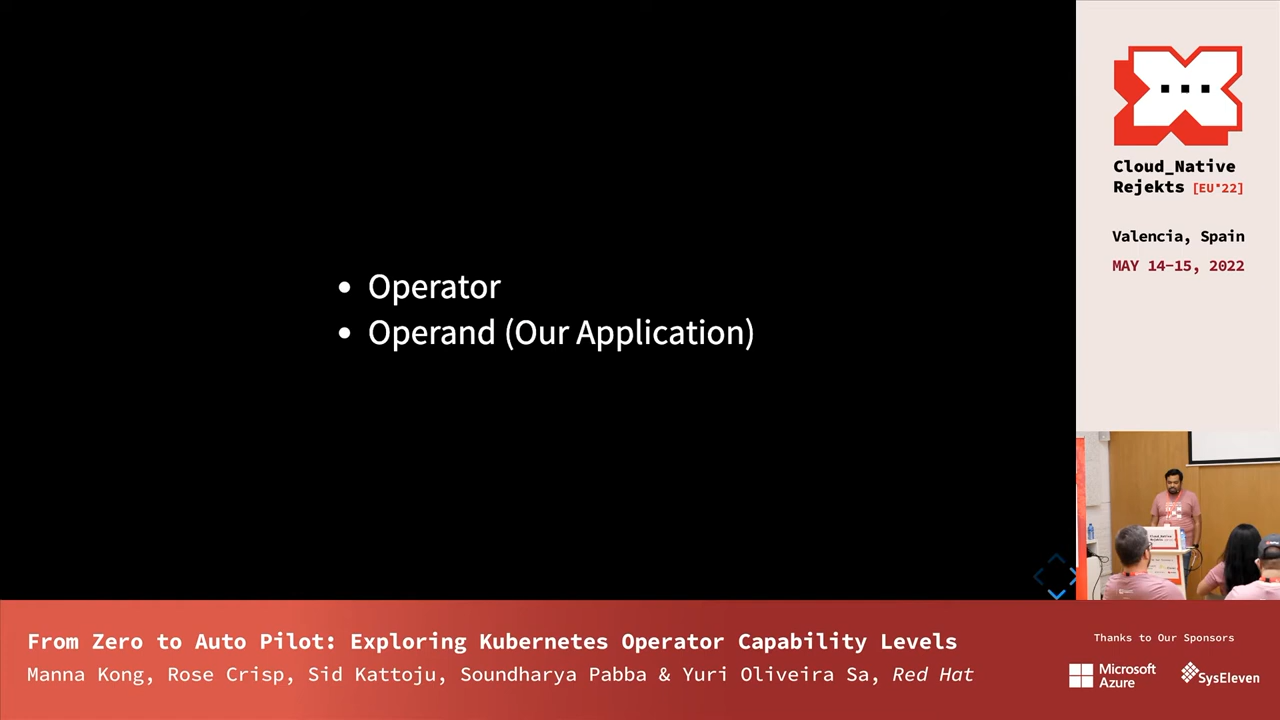 • Operator
• Operand (Our Application)
Cloud_Native
Rejekts [EU'22]
Valencia, Spain
MAY 14-15, 2022
From Zero to Auto Pilot: Exploring Kubernetes Operator Capability Levels
Manna Kong, Rose Crisp, Sid Kattoju, Soundharya Pabba & Yuri Oliveira Sa, Red Hat
Thanks to Our Sponsors
Microsoft
Azure
SysEleven